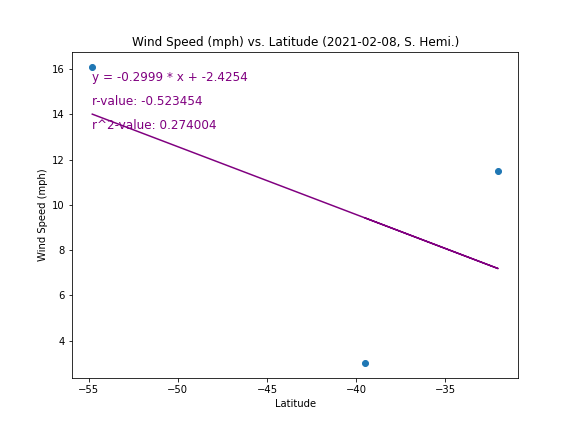 Wind Speed (mph) vs. Latitude (2021-02-08, S. Hemi.)
16
14
12
10
8
6
4
Wind Speed (mph)
y = -0.2999 * x + -2.4254
r-value: -0.523454
r^2-value: 0.274004
−55 −50 −45 −40 −35
Latitude